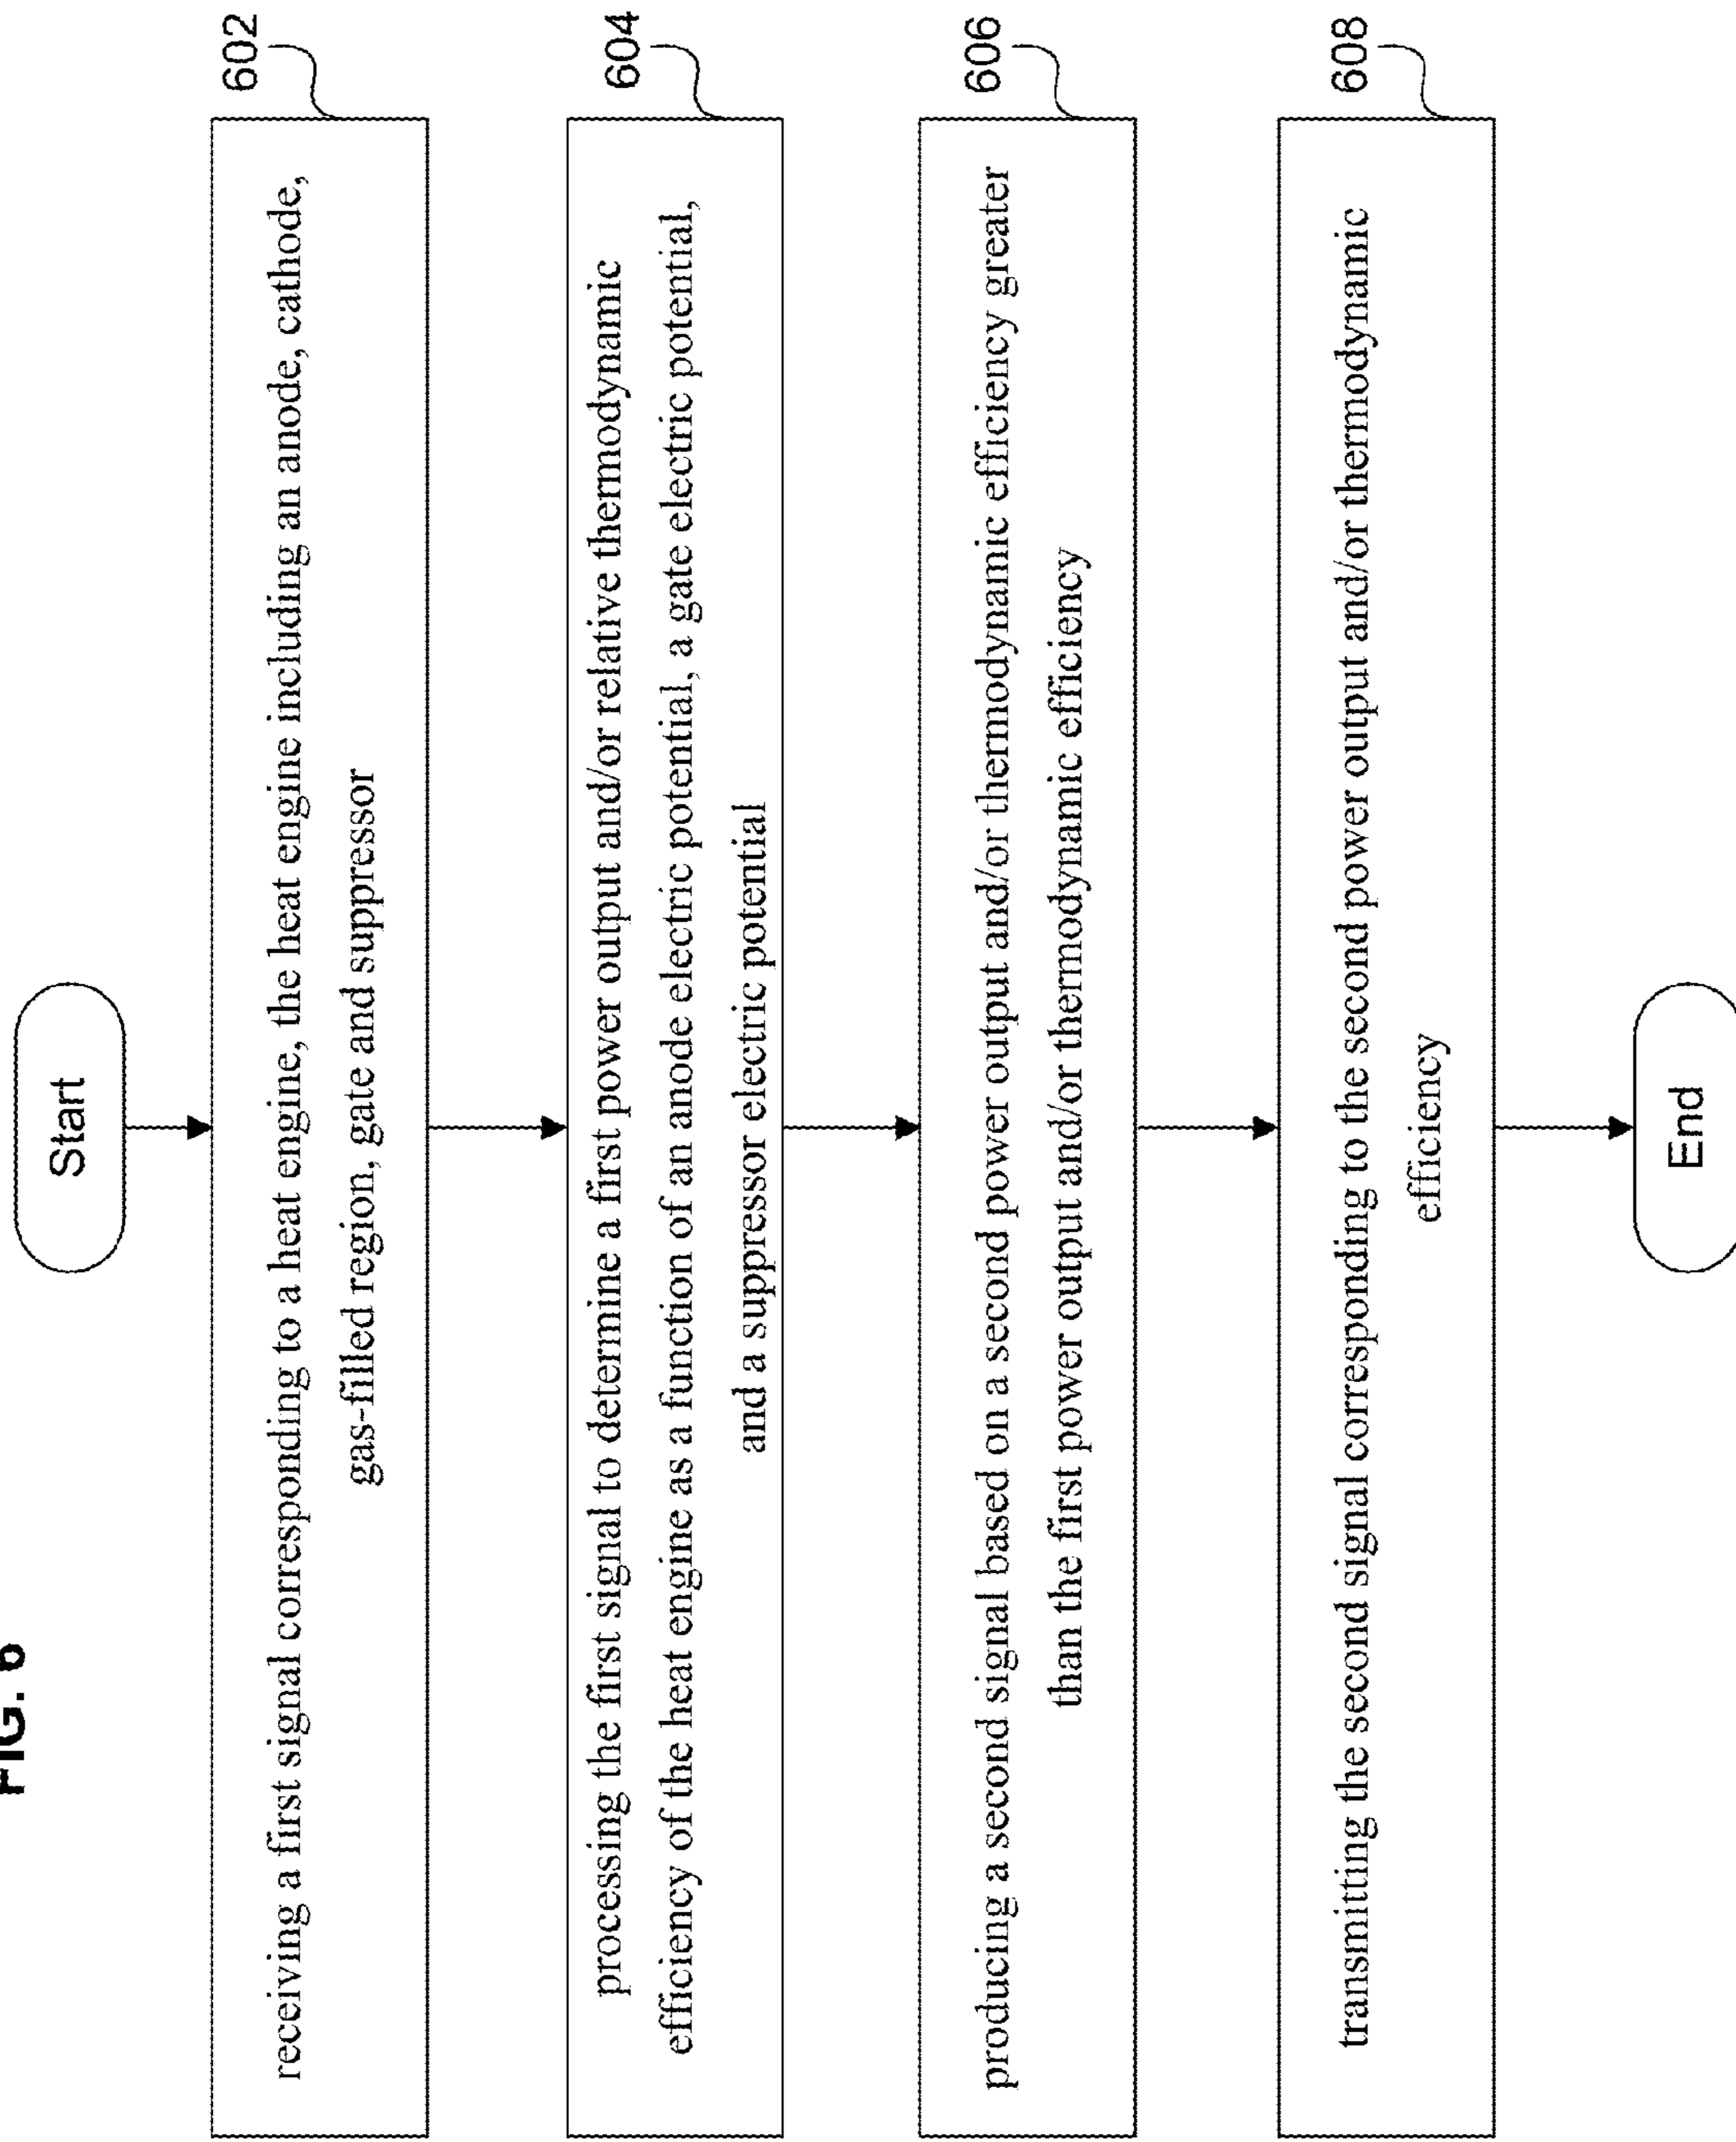 FIG. 6
Start
602
receiving a first signal corresponding to a heat engine, the heat engine including an anode, cathode,
gas-filled region, gate and suppressor
604
processing the first signal to determine a first power output and/or relative thermodynamic
efficiency of the heat engine as a function of an anode electric potential, a gate electric potential,
and a suppressor electric potential
606
producing a second signal based on a second power output and/or thermodynamic efficiency greater
than the first power output and/or thermodynamic efficiency
608
transmitting the second signal corresponding to the second power output and/or thermodynamic
efficiency
End